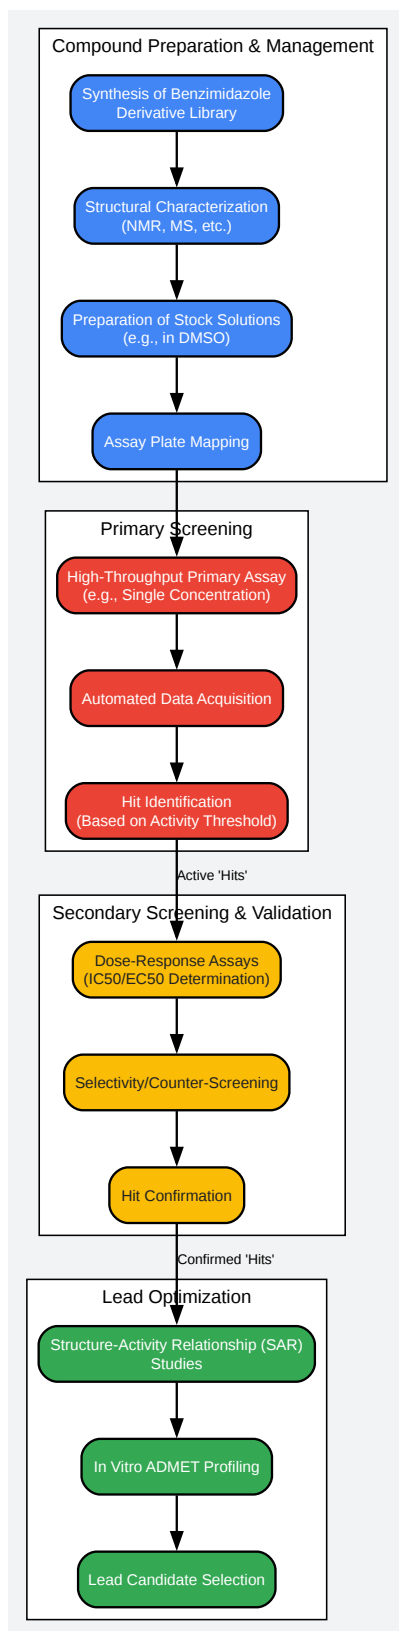 Compound Preparation & Management
Synthesis of Benzimidazole
Derivative Library
Structural Characterization
(NMR, MS, etc.)
Preparation of Stock Solutions
(e.g., in DMSO)
Assay Plate Mapping
Primary Screening
High-Throughput Primary Assay
(e.g., Single Concentration)
Automated Data Acquisition
Hit Identification
(Based on Activity Threshold)
Active 'Hits'
Secondary Screening & Validation
Dose-Response Assays
(IC50/EC50 Determination)
Selectivity/Counter-Screening
Hit Confirmation
Confirmed 'Hits'
Lead Optimization
Structure-Activity Relationship (SAR)
Studies
In Vitro ADMET Profiling
Lead Candidate Selection